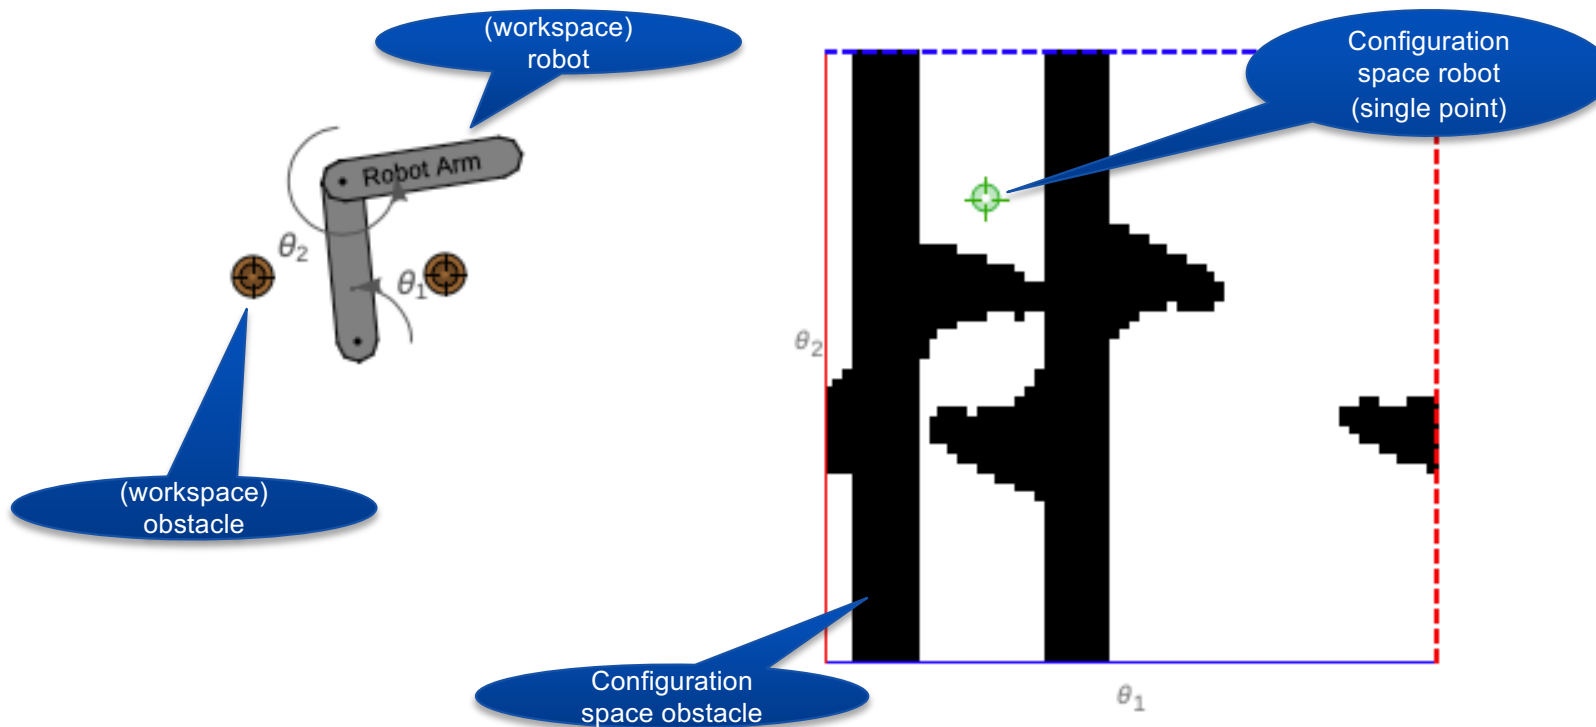 (workspace)
robot
Configuration
space robot
(single point)
Robot Arm
θ2
θ1
θ2
(workspace)
obstacle
Configuration
space obstacle
θ1